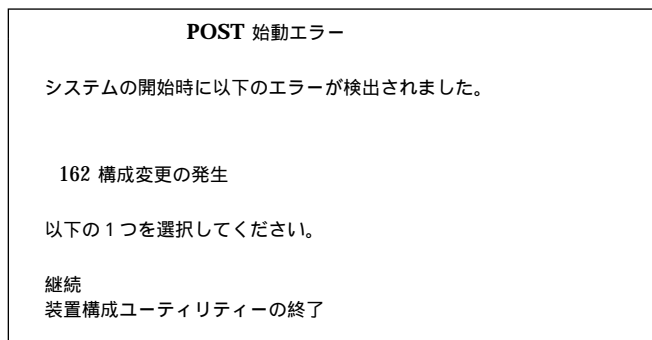 POST 始動エラー
システムの開始時に以下のエラーが検出されました。
162 構成変更の発生
以下の１つを選択してください。
継続
装置構成ユーティリティーの終了